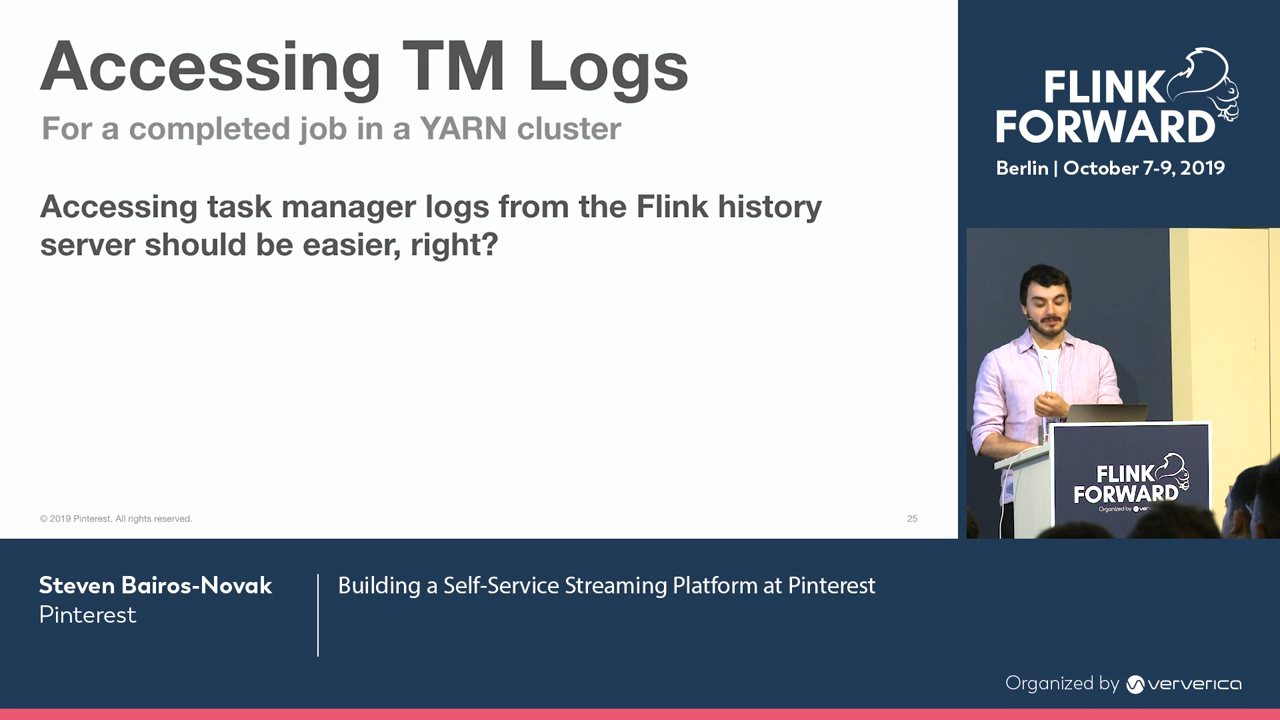 Accessing TM Logs
For a completed job in a YARN cluster
Accessing task manager logs from the Flink history
server should be easier, right?
© 2019 Pinterest. All rights reserved.
25
FLINK
FORWARD
Berlin | October 7-9, 2019
FLINK
FORWARD
Organized by
Steven Bairos-Novak
Pinterest
Building a Self-Service Streaming Platform at Pinterest
Organized by ververica